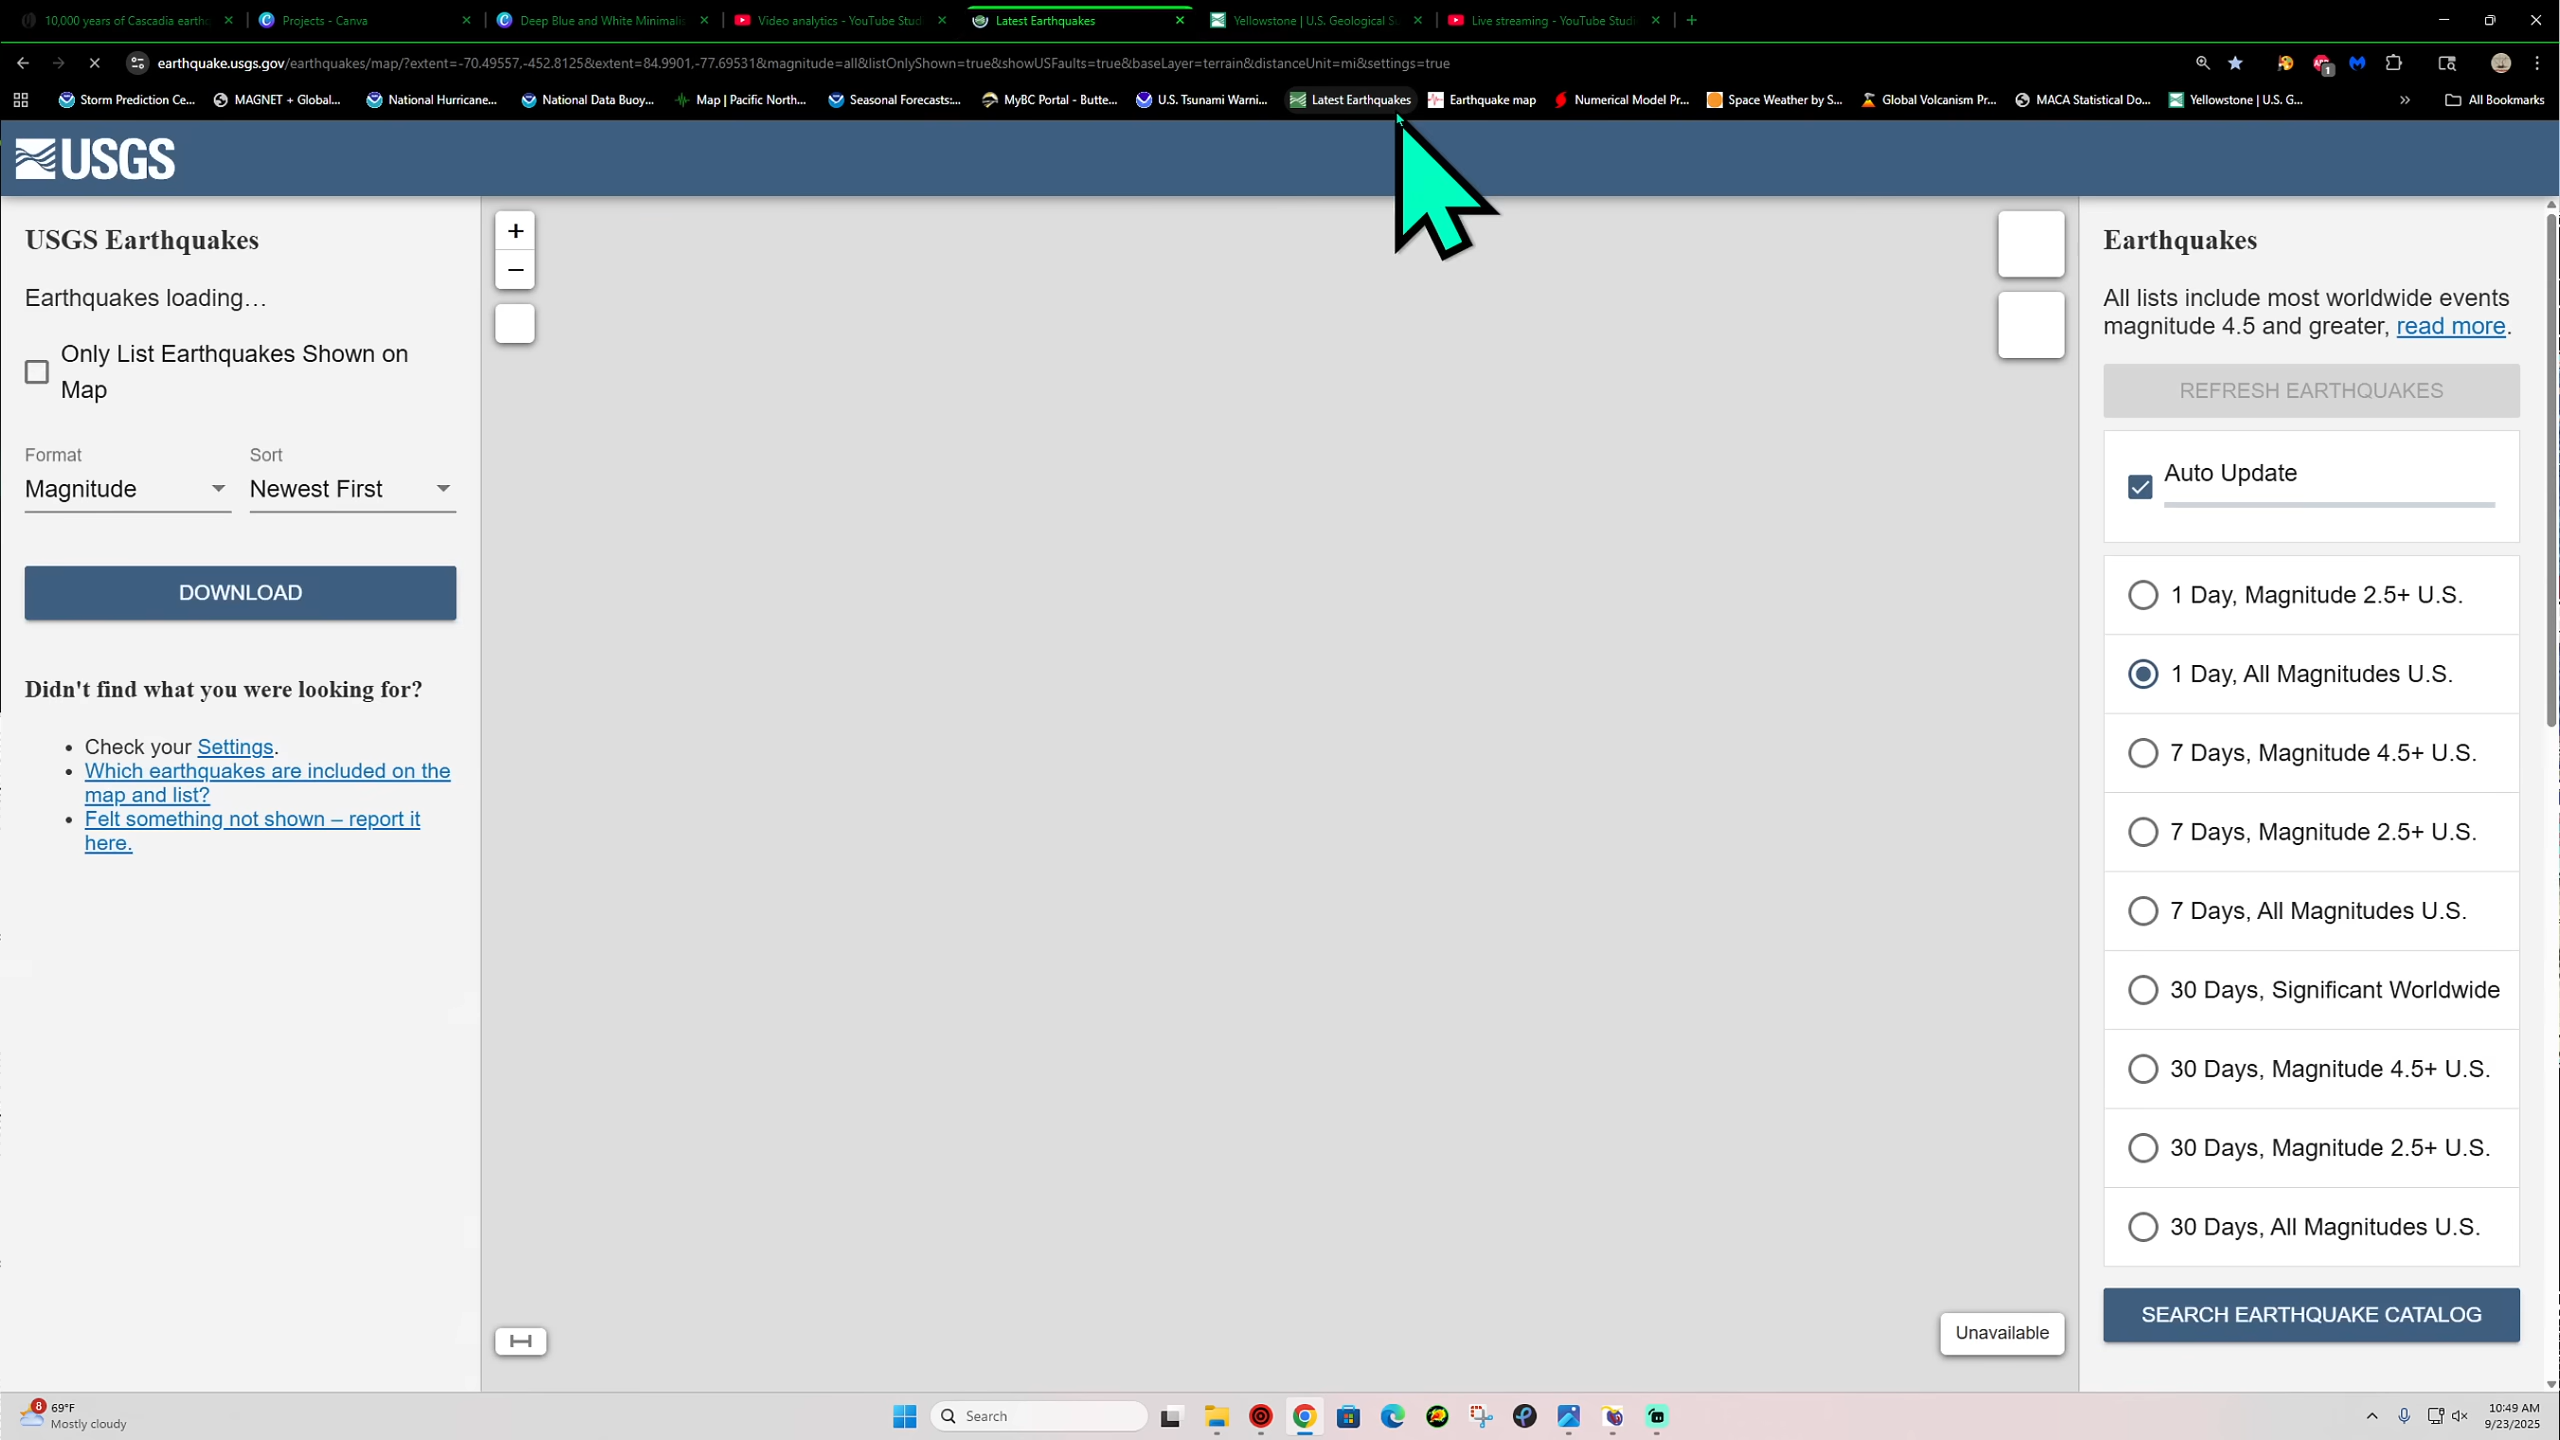 10,000 years of Cascadia earthq
Projects - Canva
Deep Blue and White Minimalis
Video analytics - YouTube Stud
Latest Earthquakes
Yellowstone | U.S. Geological S
Live streaming - YouTube Studi
earthquake.usgs.gov/earthquakes/map/?extent=-70.49557,-452.8125&extent=84.9901,-77.69531&magnitude=all&listOnlyShown=true&showUSFaults=true&baseLayer=terrain&distanceUnit=mi&settings=true
1
Storm Prediction Ce...
MAGNET + Global...
National Hurricane...
National Data Buoy...
Map | Pacific North...
Seasonal Forecasts:...
MyBC Portal - Butte...
U.S. Tsunami Warni...
Latest Earthquakes
Earthquake map
Numerical Model Pr...
Space Weather by S...
Global Volcanism Pr...
MACA Statistical Do...
Yellowstone | U.S. G...
All Bookmarks
USGS
USGS Earthquakes
Earthquakes loading...
Only List Earthquakes Shown on
Map
Format
Sort
Magnitude
Newest First
DOWNLOAD
Didn't find what you were looking for?
Check your Settings.
Which earthquakes are included on the
map and list?
Felt something not shown – report it
here.
+
−
Unavailable
Earthquakes
All lists include most worldwide events
magnitude 4.5 and greater, read more.
REFRESH EARTHQUAKES
Auto Update
1 Day, Magnitude 2.5+ U.S.
1 Day, All Magnitudes U.S.
7 Days, Magnitude 4.5+ U.S.
7 Days, Magnitude 2.5+ U.S.
7 Days, All Magnitudes U.S.
30 Days, Significant Worldwide
30 Days, Magnitude 4.5+ U.S.
30 Days, Magnitude 2.5+ U.S.
30 Days, All Magnitudes U.S.
SEARCH EARTHQUAKE CATALOG
8
69°F
Mostly cloudy
Search
10:49 AM
9/23/2025